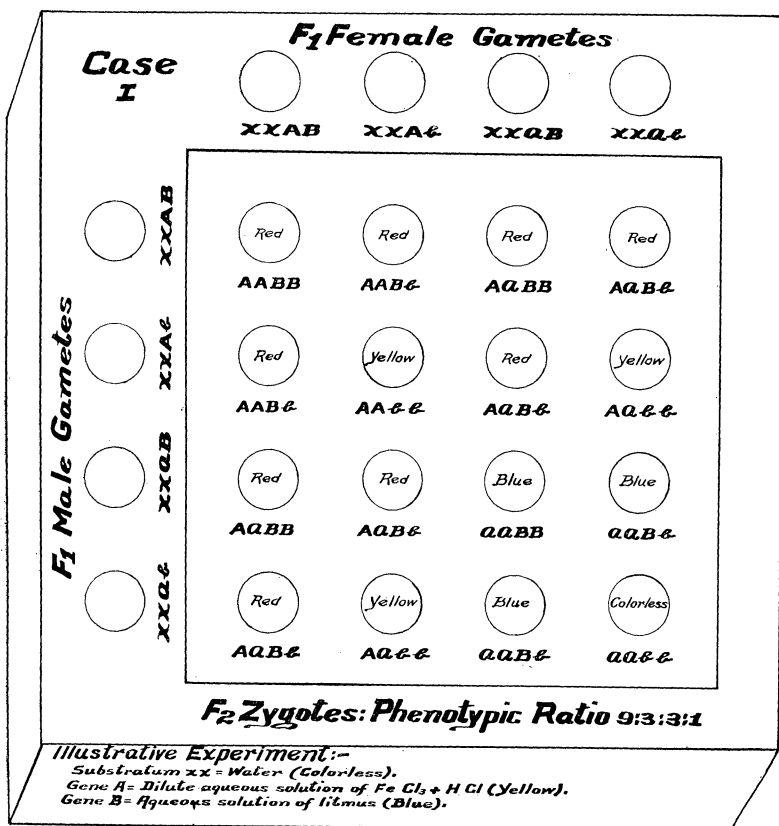 F1 Female Gametes
Case
I
xxAB xxAb xxaB xxab
F1 Male Gametes
xxAB
Red Red Red Red
AABB AABb AaBB AaBb
xxAb
Red Yellow Red Yellow
AABb AAbb AaBb Aabb
xxaB
Red Red Blue Blue
AaBB AaBb aaBB aaBb
xxab
Red Yellow Blue Colorless
AaBb Aabb aaBb aabb
F2 Zygotes: Phenotypic Ratio 9:3:3:1
Illustrative Experiment:-
Substratum xx = Water (Colorless).
Gene A= Dilute aqueous solution of Fe Cl3 + H Cl (Yellow).
Gene B= Aqueous solution of litmus (Blue).